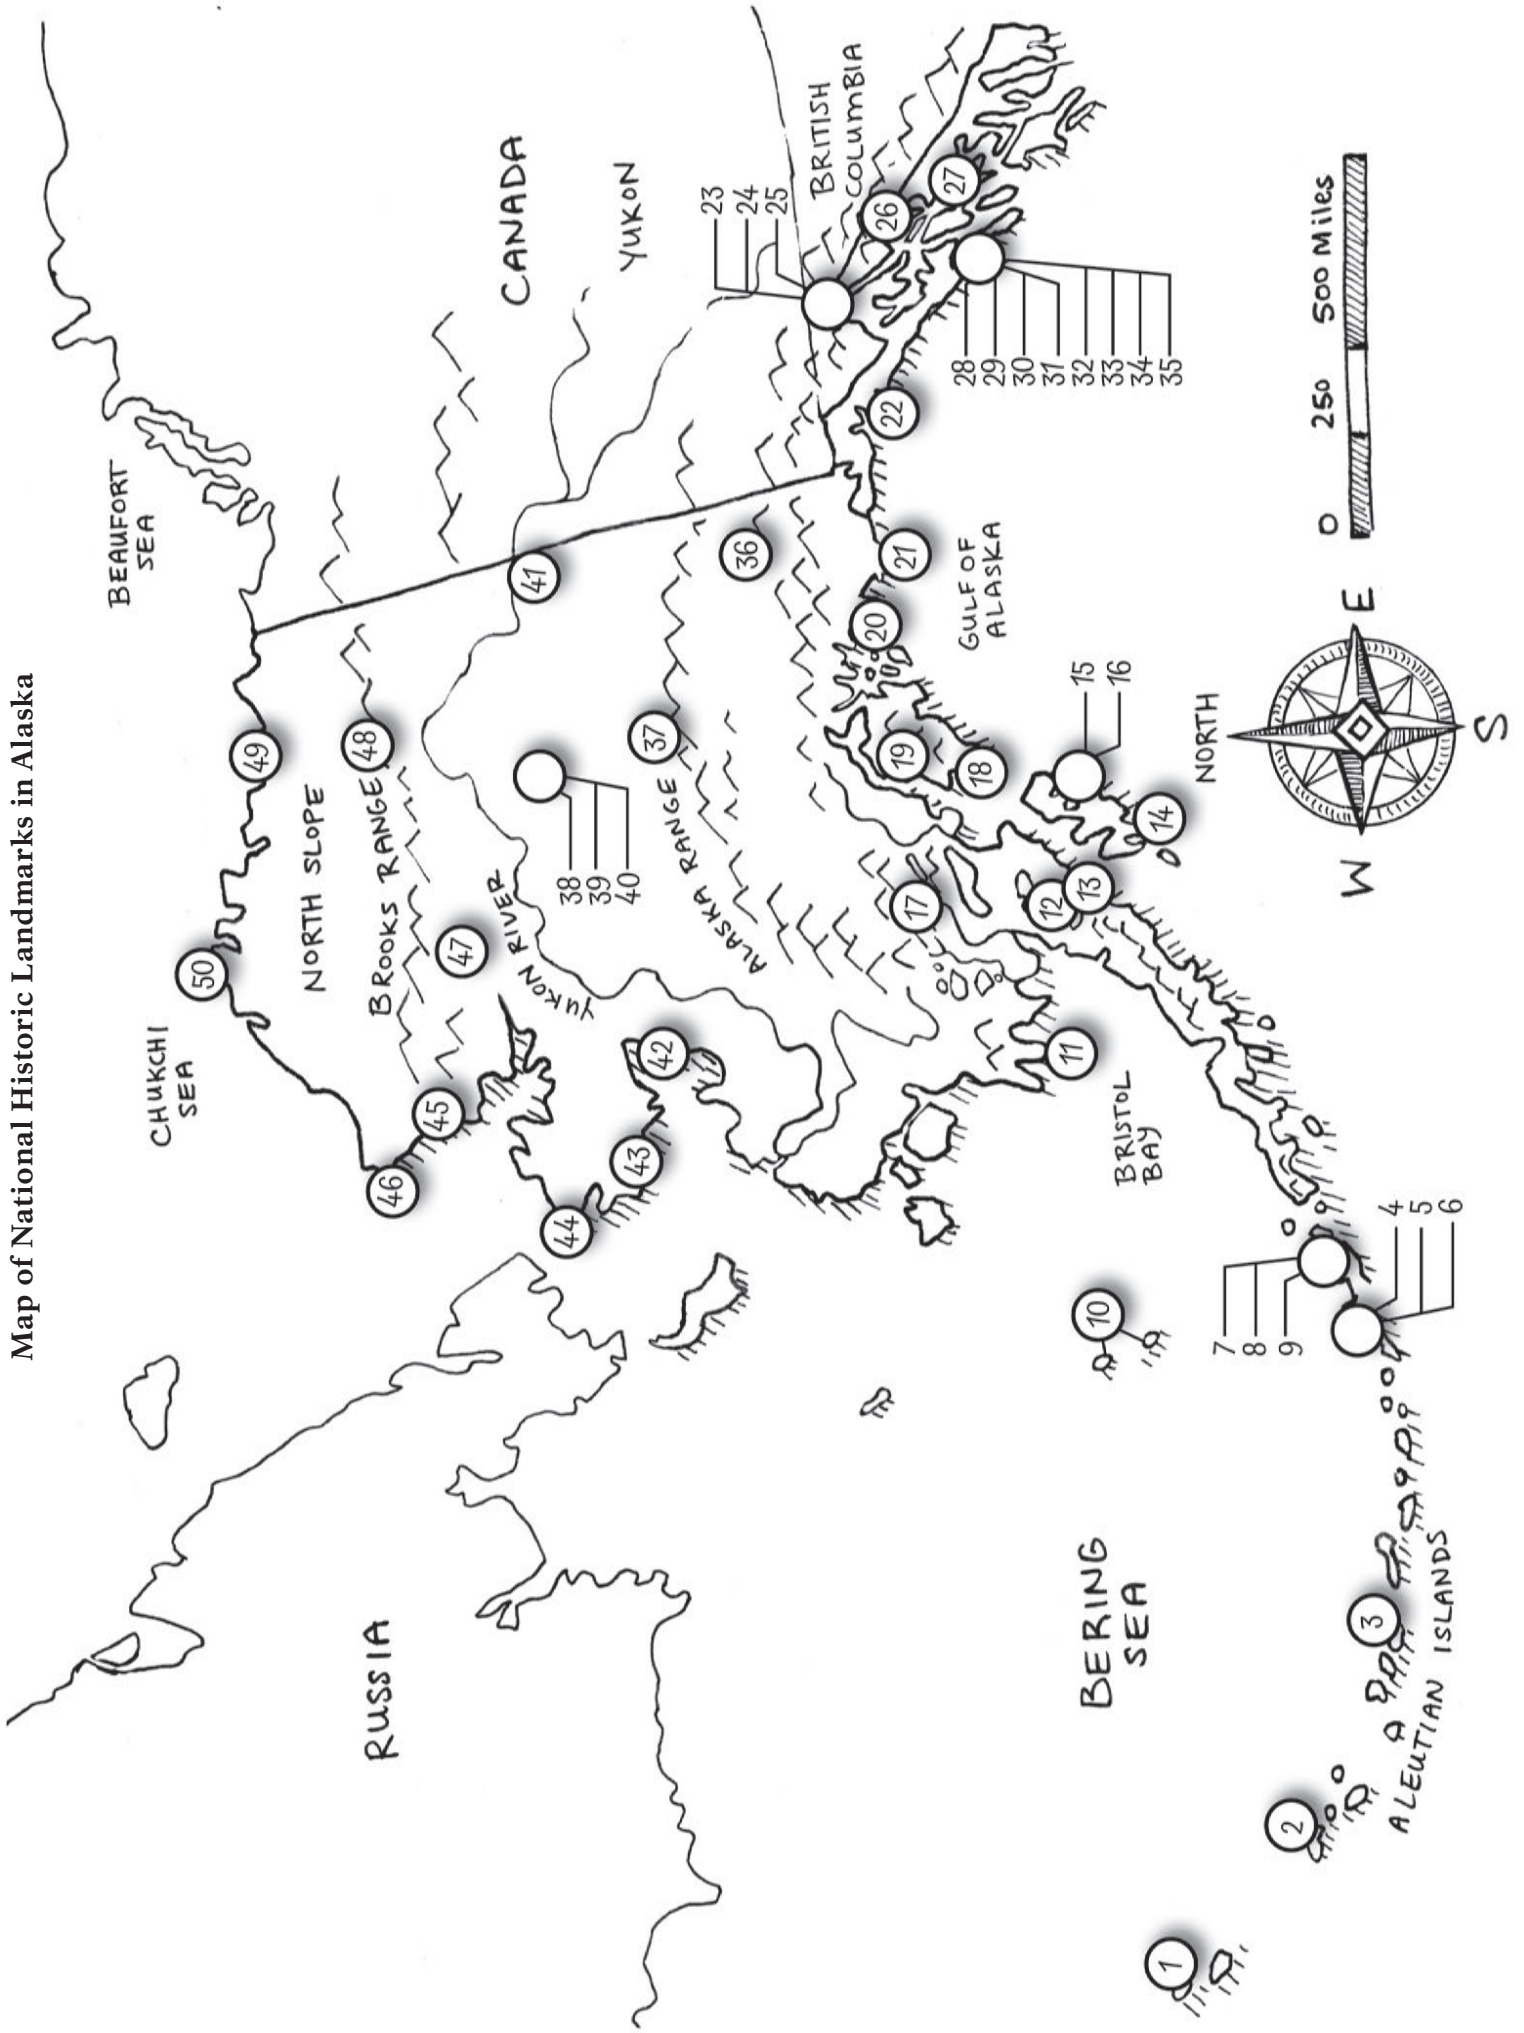 Map of National Historic Landmarks in Alaska
BEAUFORT
SEA
CHUKCHI
SEA
CANADA
YUKON
BRITISH
COLUMBIA
RUSSIA
NORTH SLOPE
BROOKS RANGE
YUKON RIVER
ALASKA RANGE
GULF OF
ALASKA
BRISTOL
BAY
BERING
SEA
ALEUTIAN
ISLANDS
1
2
3
4
5
6
7
8
9
10
11
12
13
14
15
16
17
18
19
20
21
22
23
24
25
26
27
28
29
30
31
32
33
34
35
36
37
38
39
40
41
42
43
44
45
46
47
48
49
50
NORTH
W
E
S
0 250 500 Miles